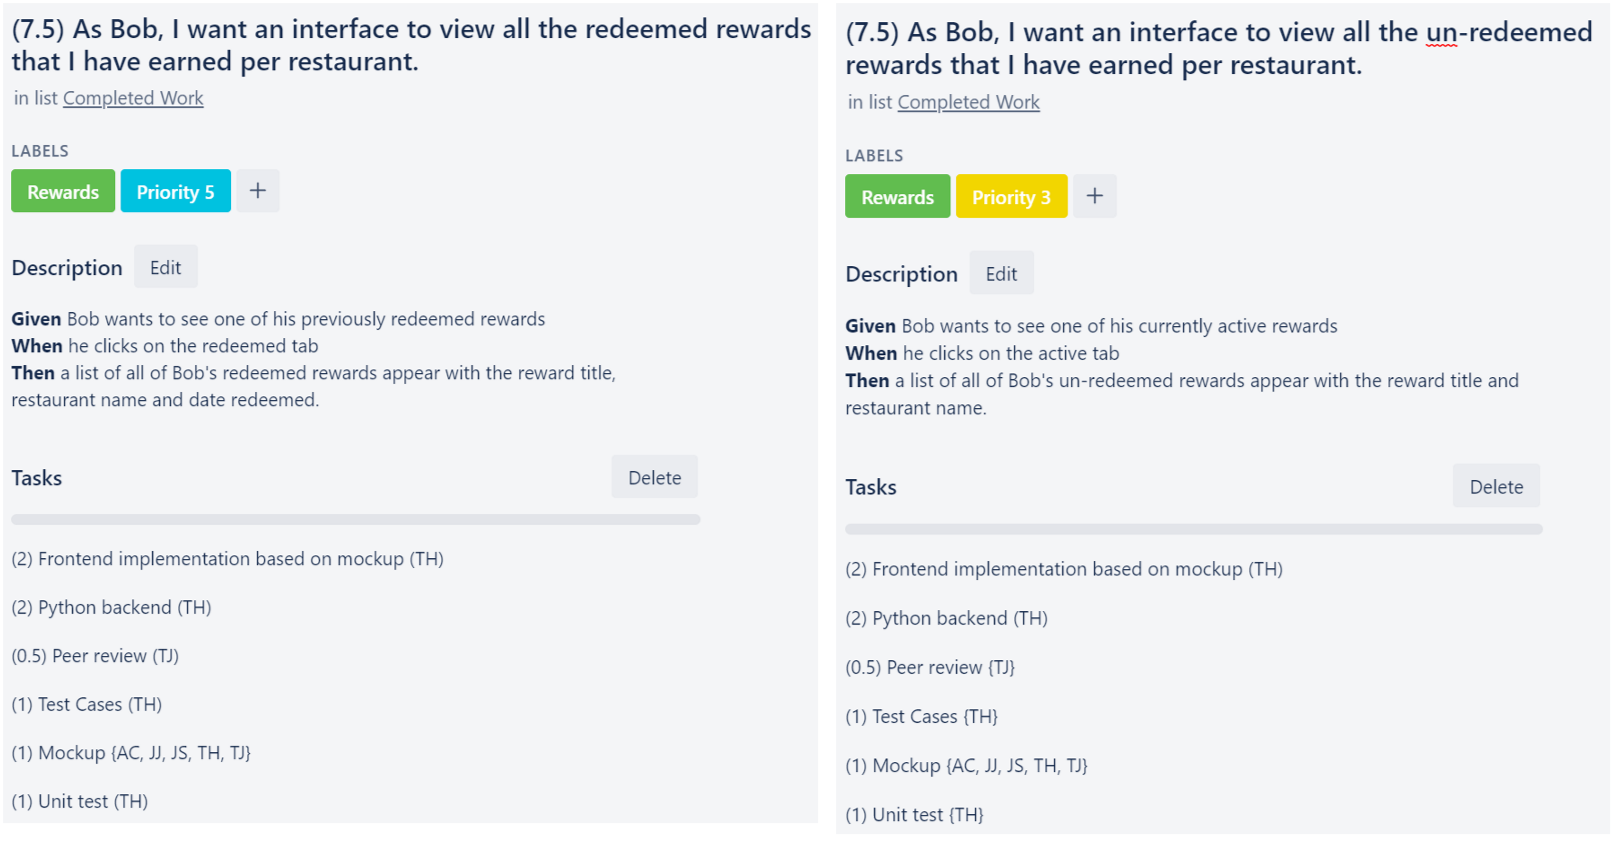 (7.5) As Bob, I want an interface to view all the redeemed rewards
that I have earned per restaurant.
in list Completed Work
LABELS
Rewards Priority 5 +
Description Edit
Given Bob wants to see one of his previously redeemed rewards
When he clicks on the redeemed tab
Then a list of all of Bob's redeemed rewards appear with the reward title,
restaurant name and date redeemed.
Tasks Delete
(2) Frontend implementation based on mockup (TH)
(2) Python backend (TH)
(0.5) Peer review (TJ)
(1) Test Cases (TH)
(1) Mockup {AC, JJ, JS, TH, TJ}
(1) Unit test (TH)
(7.5) As Bob, I want an interface to view all the un-redeemed
rewards that I have earned per restaurant.
in list Completed Work
LABELS
Rewards Priority 3 +
Description Edit
Given Bob wants to see one of his currently active rewards
When he clicks on the active tab
Then a list of all of Bob's un-redeemed rewards appear with the reward title and
restaurant name.
Tasks Delete
(2) Frontend implementation based on mockup (TH)
(2) Python backend (TH)
(0.5) Peer review {TJ}
(1) Test Cases {TH}
(1) Mockup {AC, JJ, JS, TH, TJ}
(1) Unit test {TH}